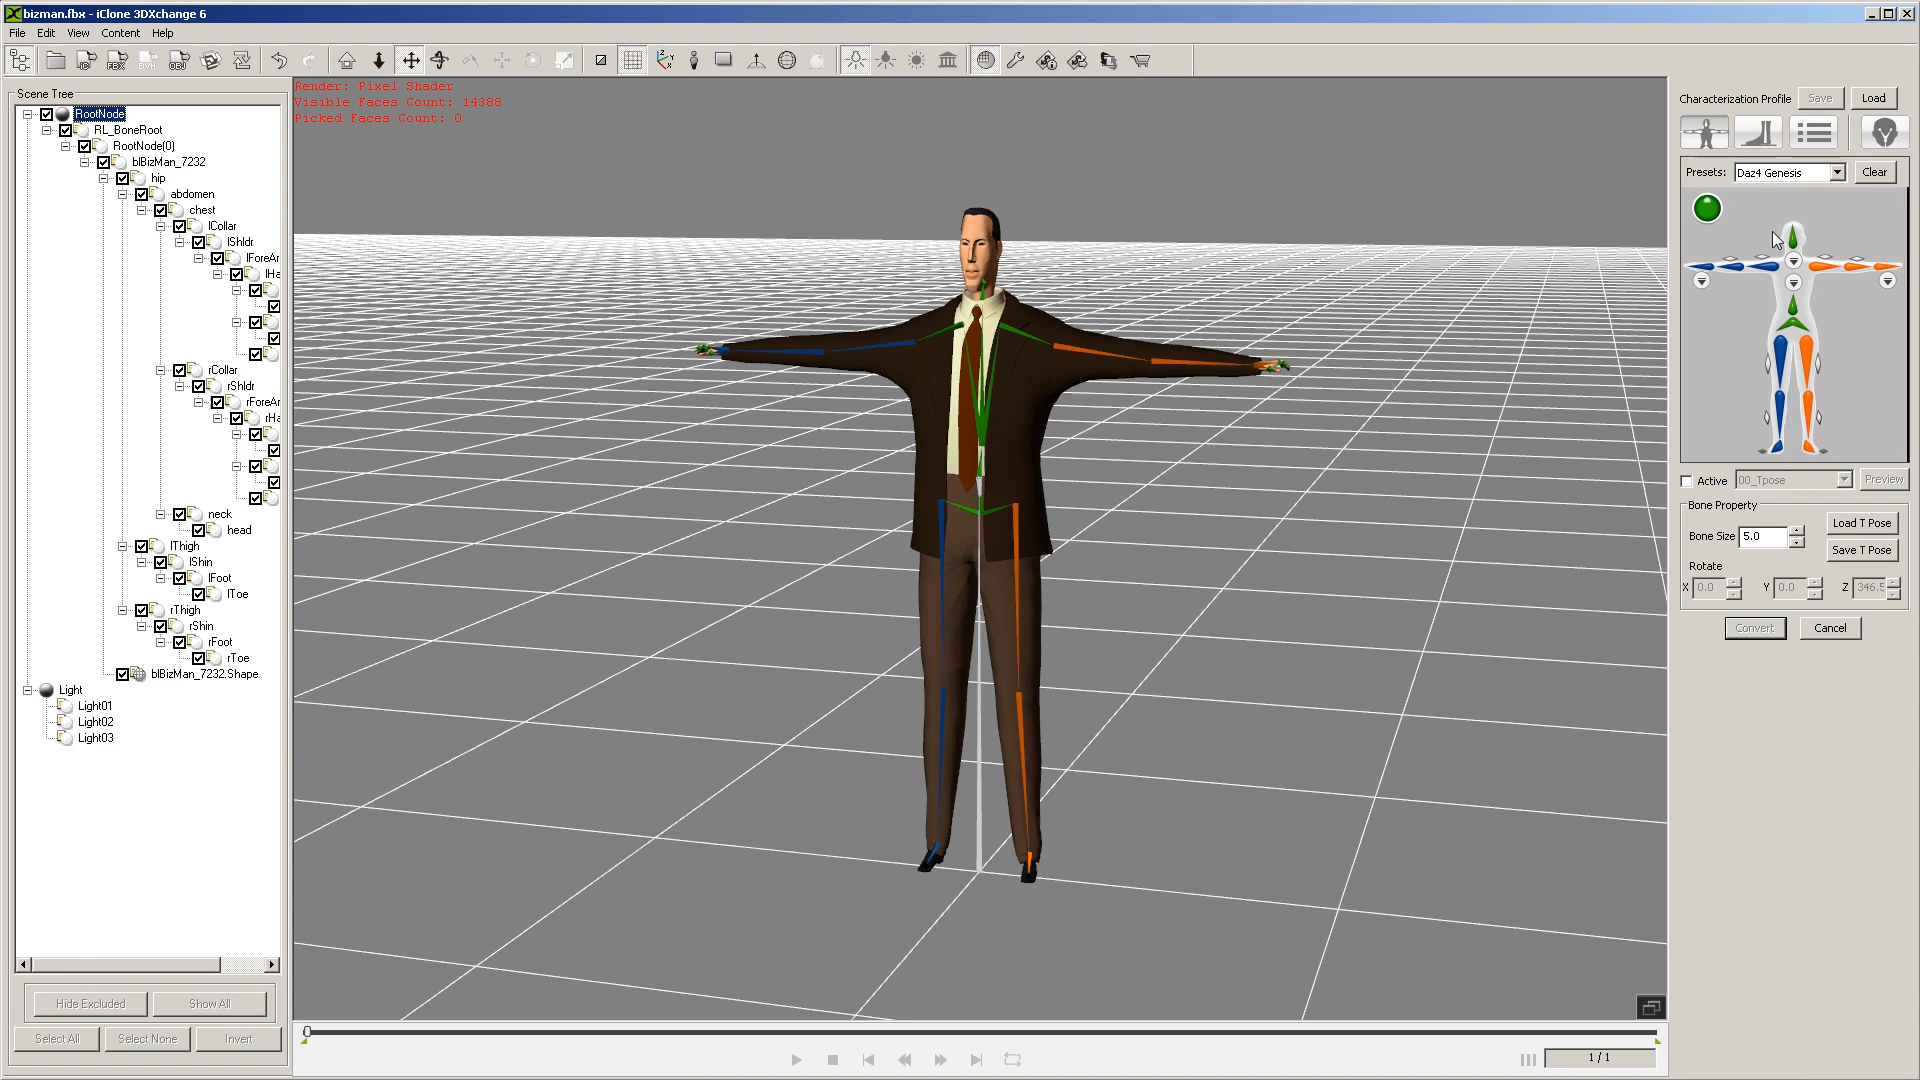 bizman.fbx - iClone 3DXchange 6
File Edit View Content Help
Scene Tree
RootNode
RL_BoneRoot
RootNode(0)
blBizMan_7232
hip
abdomen
chest
lCollar
lShldr
lForeAr
lHa
rCollar
rShldr
rForeAr
rHa
neck
head
lThigh
lShin
lFoot
lToe
rThigh
rShin
rFoot
rToe
blBizMan_7232.Shape
Light
Light01
Light02
Light03
Hide Excluded Show All
Select All Select None Invert
Render: Pixel Shader
Visible Faces Count: 14388
Picked Faces Count: 0
1 / 1
Characterization Profile Save Load
Presets: Daz4 Genesis Clear
Active 00_Tpose Preview
Bone Property
Load T Pose
Bone Size 5.0
Save T Pose
Rotate
X 0.0 Y 0.0 Z 346.5
Convert Cancel